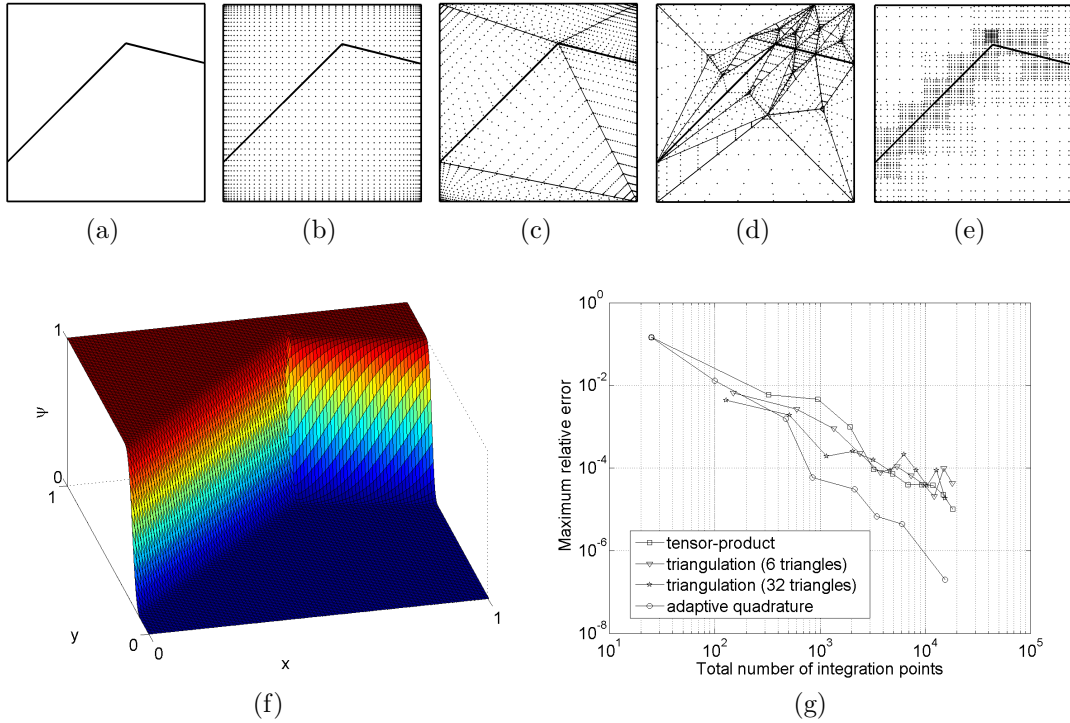 (a)
(b)
(c)
(d)
(e)
1
Ψ
0
1
y
0
0
x
1
(f)
10^0
10^-2
10^-4
10^-6
10^-8
Maximum relative error
tensor-product
triangulation (6 triangles)
triangulation (32 triangles)
adaptive quadrature
10^1
10^2
10^3
10^4
10^5
Total number of integration points
(g)